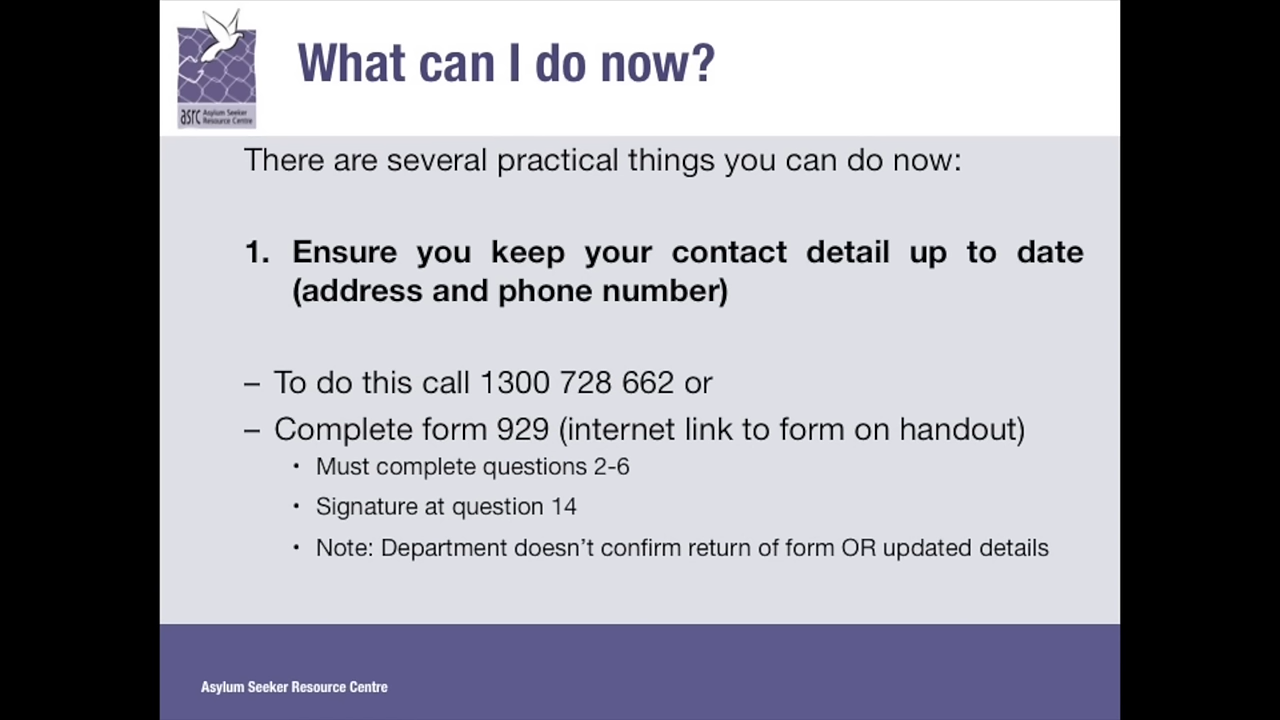 asrc Asylum Seeker
Resource Centre
What can I do now?
There are several practical things you can do now:
1. Ensure you keep your contact detail up to date
(address and phone number)
– To do this call 1300 728 662 or
– Complete form 929 (internet link to form on handout)
• Must complete questions 2-6
• Signature at question 14
• Note: Department doesn’t confirm return of form OR updated details
Asylum Seeker Resource Centre